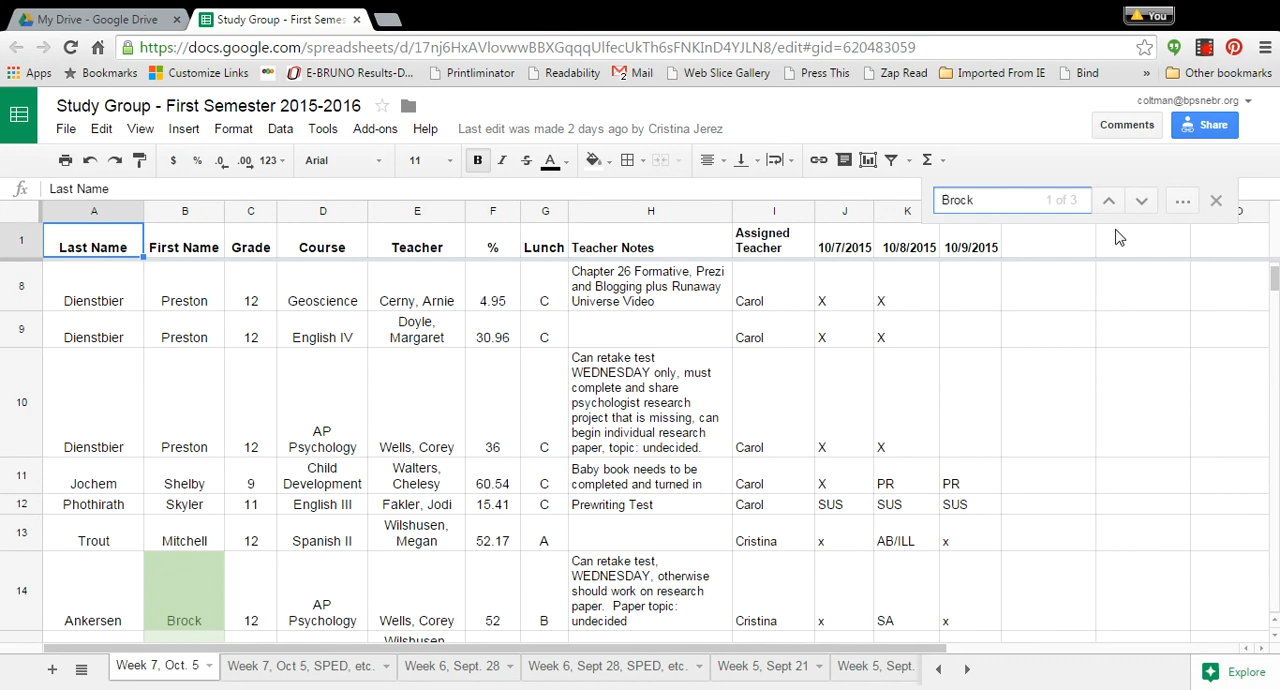 My Drive - Google Drive
Study Group - First Semes
You
https://docs.google.com/spreadsheets/d/17nj6HxAVlovwwBBXGqqqUlfecUkTh6sFNKInD4YJLN8/edit#gid=620483059
Apps Bookmarks Customize Links E-BRUNO Results-D... Printliminator Readability Mail Web Slice Gallery Press This Zap Read Imported From IE Bind » Other bookmarks
Study Group - First Semester 2015-2016
coltman@bpsnebr.org
File Edit View Insert Format Data Tools Add-ons Help Last edit was made 2 days ago by Cristina Jerez
Comments Share
$ % .0 .00 123 Arial 11 B I S A Σ
fx Last Name
Brock 1 of 3
A B C D E F G H I J K
1 Last Name First Name Grade Course Teacher % Lunch Teacher Notes Assigned Teacher 10/7/2015 10/8/2015 10/9/2015
8 Dienstbier Preston 12 Geoscience Cerny, Arnie 4.95 C Chapter 26 Formative, Prezi and Blogging plus Runaway Universe Video Carol X X
9 Dienstbier Preston 12 English IV Doyle, Margaret 30.96 C Carol X X
10 Dienstbier Preston 12 AP Psychology Wells, Corey 36 C Can retake test WEDNESDAY only, must complete and share psychologist research project that is missing, can begin individual research paper, topic: undecided. Carol X X
11 Jochem Shelby 9 Child Development Walters, Chelesy 60.54 C Baby book needs to be completed and turned in Carol X PR PR
12 Phothirath Skyler 11 English III Fakler, Jodi 15.41 C Prewriting Test Carol SUS SUS SUS
13 Trout Mitchell 12 Spanish II Wilshusen, Megan 52.17 A Cristina x AB/ILL x
14 Ankersen Brock 12 AP Psychology Wells, Corey 52 B Can retake test, WEDNESDAY, otherwise should work on research paper. Paper topic: undecided Cristina x SA x
Wilshusen,
Week 7, Oct. 5 Week 7, Oct 5, SPED, etc. Week 6, Sept. 28 Week 6, Sept 28, SPED, etc. Week 5, Sept 21 Week 5, Sept.
Explore